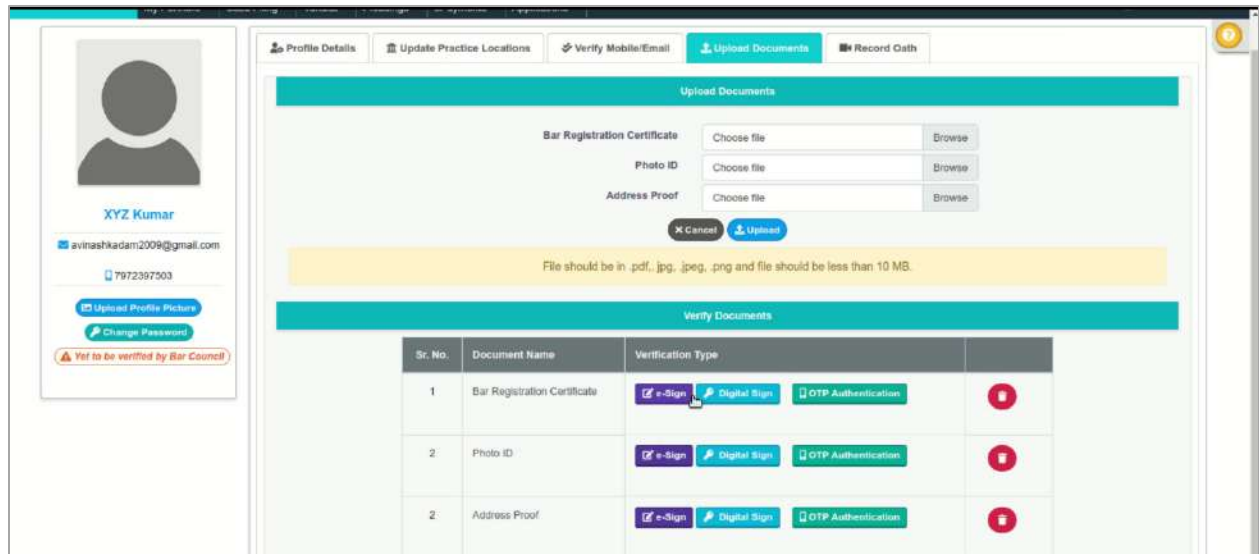 Profile Details
Update Practice Locations
Verify Mobile/Email
Upload Documents
Record Oath
XYZ Kumar
avinashkadam2009@gmail.com
7972397503
Upload Profile Picture
Change Password
Yet to be verified by Bar Council
Upload Documents
Bar Registration Certificate Choose file Browse
Photo ID Choose file Browse
Address Proof Choose file Browse
Cancel Upload
File should be in .pdf,. jpg, .jpeg, .png and file should be less than 10 MB.
Verify Documents
Sr. No. Document Name Verification Type
1 Bar Registration Certificate e-Sign Digital Sign OTP Authentication
2 Photo ID e-Sign Digital Sign OTP Authentication
2 Address Proof e-Sign Digital Sign OTP Authentication